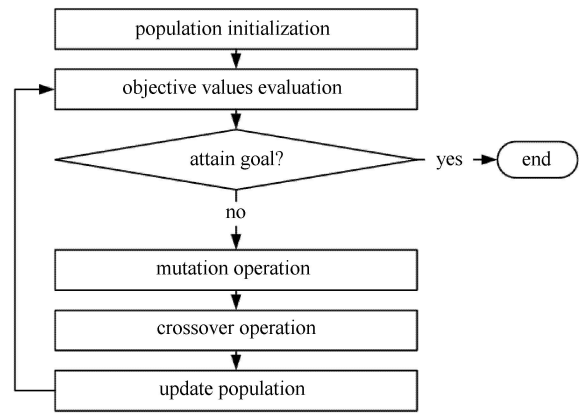 population initialization
objective values evaluation
attain goal?
yes
end
no
mutation operation
crossover operation
update population